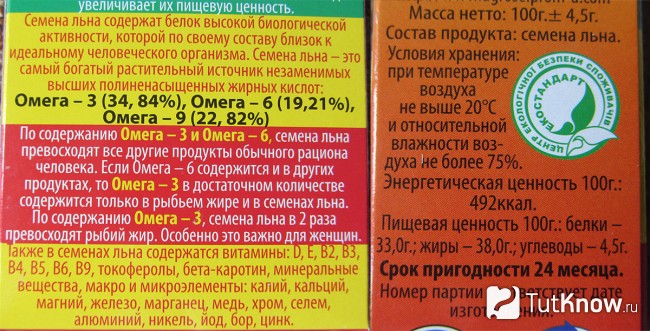 увеличивает их пищевую ценность.
Семена льна содержат белок высокой биологической
активности, которой по своему составу близок к
идеальному человеческого организма. Семена льна – это
самый богатый растительный источник незаменимых
высших полиненасыщенных жирных кислот:
Омега – 3 (34, 84%), Омега – 6 (19,21%),
Омега – 9 (22, 82%)
По содержанию Омега – 3 и Омега – 6, семена льна
превосходят все другие продукты обычного рациона
человека. Если Омега – 6 содержится и в других
продуктах, то Омега – 3 в достаточном количестве
содержится только в рыбьем жире и в семенах льна.
По содержанию Омега – 3, семена льна в 2 раза
превосходят рыбий жир. Особенно это важно для женщин.
Также в семенах льна содержатся витамины: D, E, B2, B3,
B4, B5, B6, B9, токоферолы, бета-каротин, минеральные
вещества, макро и микроэлементы: калий, кальций,
магний, железо, марганец, медь, хром, селен,
алюминий, никель, йод, бор, цинк.
Масса нетто: 100г.± 4,5г.
Состав продукта: семена льна.
Условия хранения:
при температуре
воздуха
не выше 20°C
и относительной
влажности воз-
духа не более 75%.
ЦЕНТР ЕКОЛОГІЧНОЇ БЕЗПЕКИ СПОЖИВАЧІВ
ЕКОСТАНДАРТ
Энергетическая ценность 100г.:
492ккал.
Пищевая ценность 100г.: белки –
33,0г.; жиры – 38,0г.; углеводы – 4,5г.
Срок пригодности 24 месяца.
Номер партии соответствует дате
изготовления.
TutKnow.ru